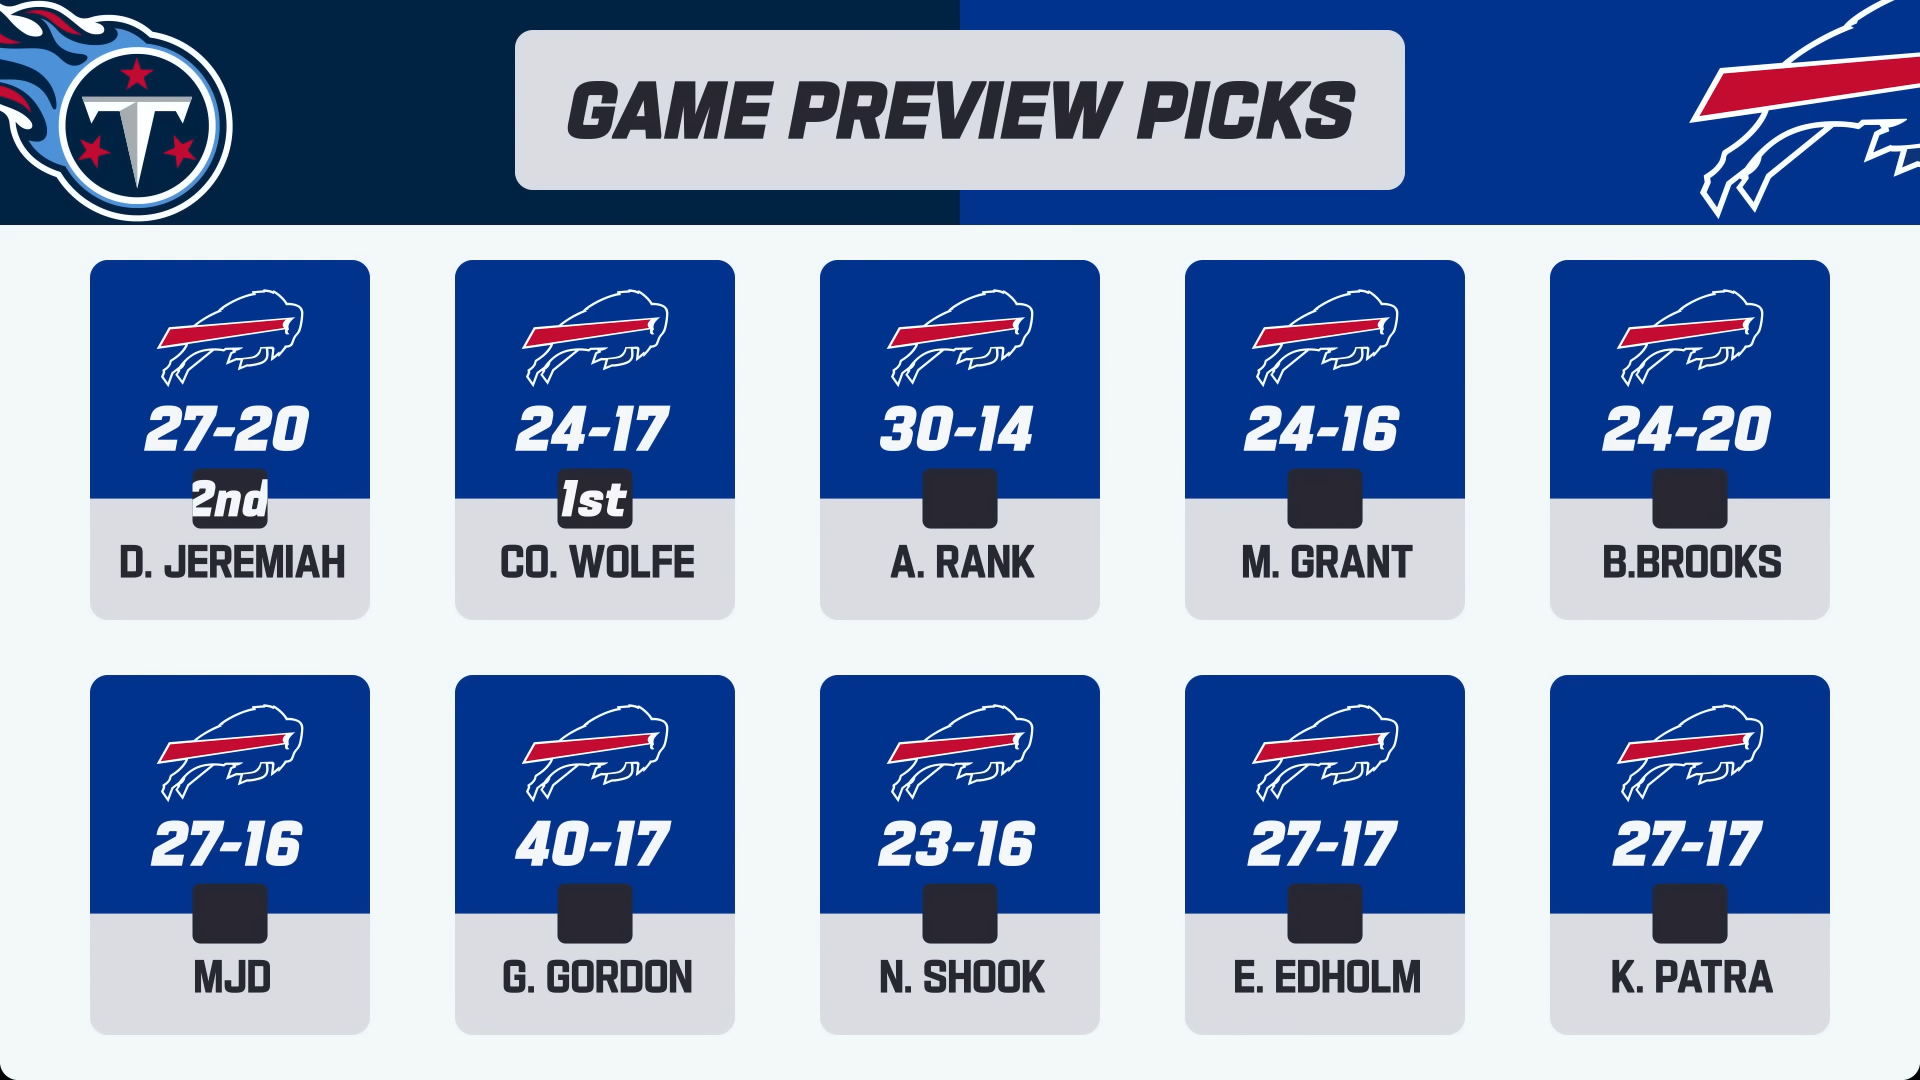 GAME PREVIEW PICKS
27-20
2nd
D. JEREMIAH
24-17
1st
CO. WOLFE
30-14
A. RANK
24-16
M. GRANT
24-20
B.BROOKS
27-16
MJD
40-17
G. GORDON
23-16
N. SHOOK
27-17
E. EDHOLM
27-17
K. PATRA